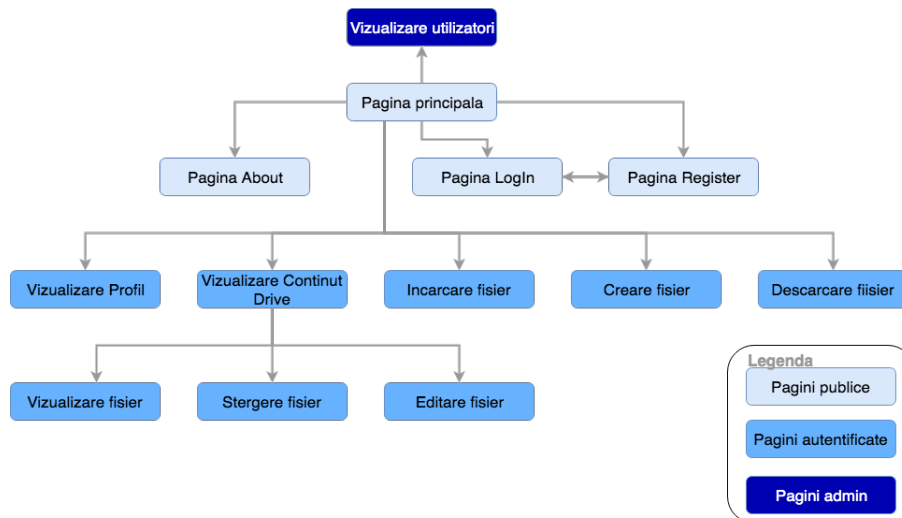 Vizualizare utilizatori
Pagina principala
Pagina About
Pagina LogIn
Pagina Register
Vizualizare Profil
Vizualizare Continut
Drive
Incarcare fisier
Creare fisier
Descarcare fiisier
Vizualizare fisier
Stergere fisier
Editare fisier
Legenda
Pagini publice
Pagini autentificate
Pagini admin